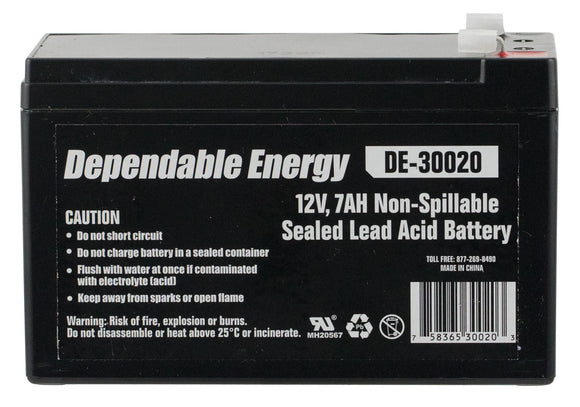 Dependable Energy
DE-30020
12V, 7AH Non-Spillable
Sealed Lead Acid Battery
CAUTION
• Do not short circuit
• Do not charge battery in a sealed container
• Flush with water at once if contaminated
with electrolyte (acid)
• Keep away from sparks or open flame
Warning: Risk of fire, explosion or burns.
Do not disassemble or heat above 25°C or incinerate.
TOLL FREE: 877-269-8490
MADE IN CHINA
MH20567
Pb
7 58365 30020 3